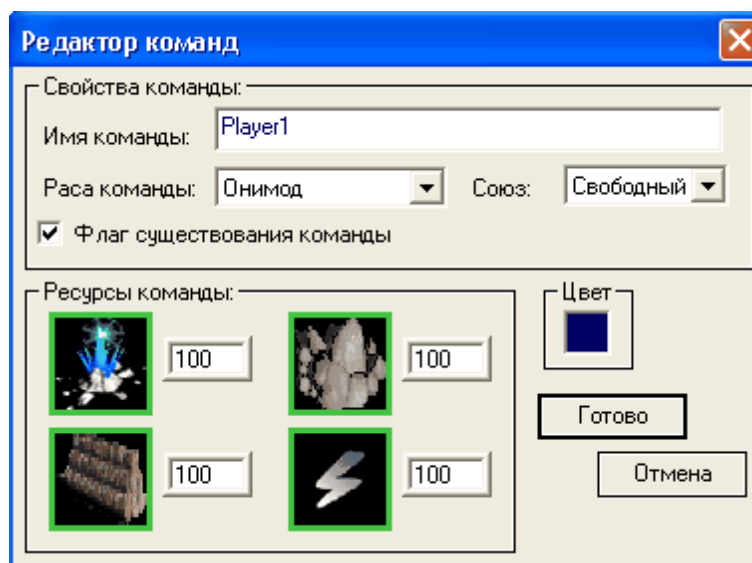 Редактор команд
Свойства команды:
Имя команды: Player1
Раса команды: Онимод Союз: Свободный
Флаг существования команды
Ресурсы команды: Цвет
100 100
Готово
100 100
Отмена